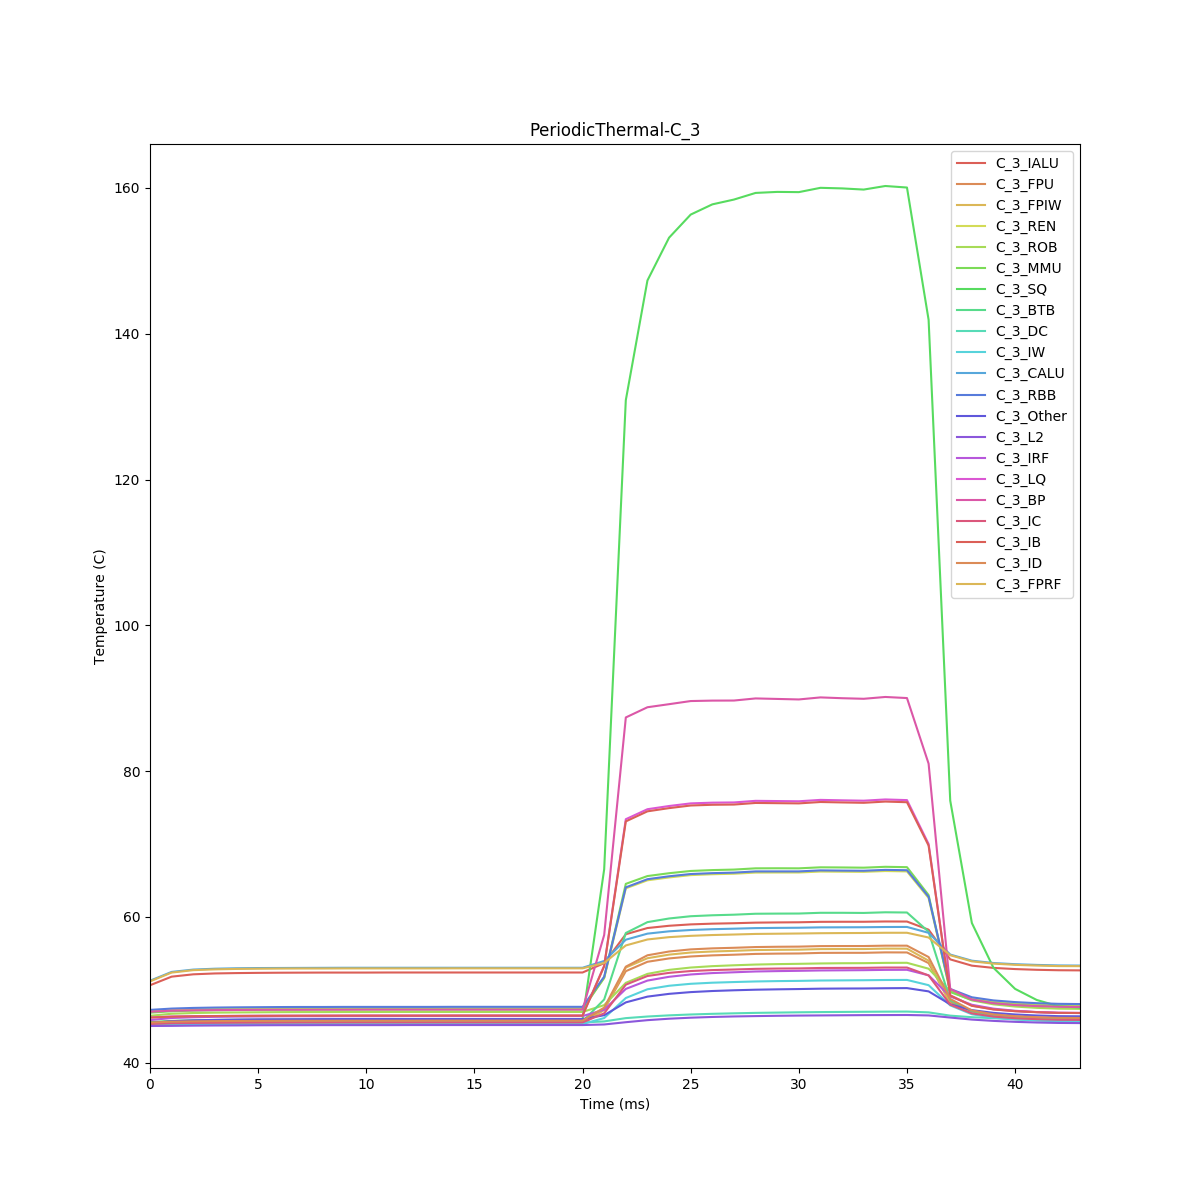 PeriodicThermal-C_3
C_3_IALU
C_3_FPU
C_3_FPIW
C_3_REN
C_3_ROB
C_3_MMU
C_3_SQ
C_3_BTB
C_3_DC
C_3_IW
C_3_CALU
C_3_RBB
C_3_Other
C_3_L2
C_3_IRF
C_3_LQ
C_3_BP
C_3_IC
C_3_IB
C_3_ID
C_3_FPRF
160
140
120
100
80
60
40
Temperature (C)
0 5 10 15 20 25 30 35 40
Time (ms)